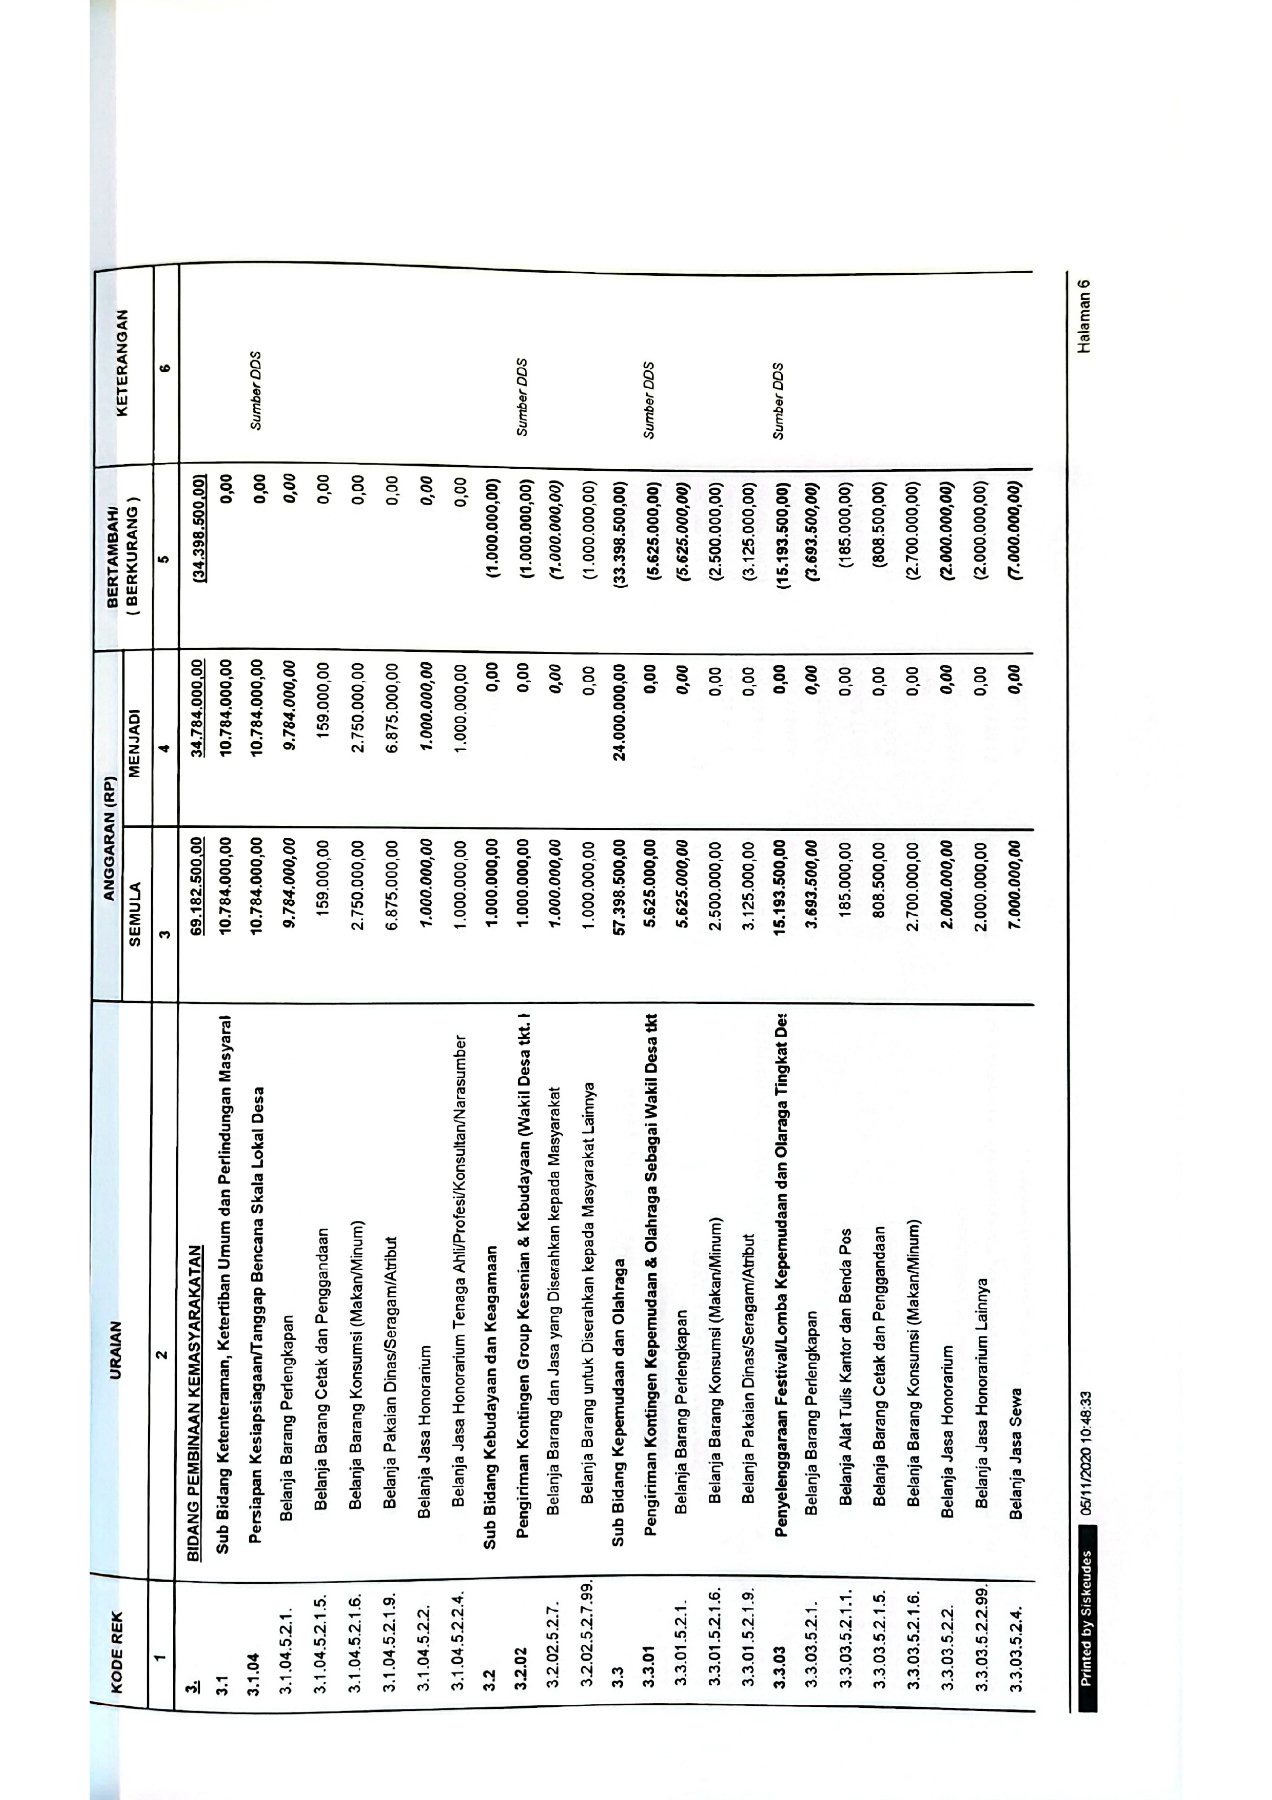 KODE REK URAIAN ANGGARAN (RP) BERTAMBAH/ ( BERKURANG ) KETERANGAN
SEMULA MENJADI
1 2 3 4 5 6
3. BIDANG PEMBINAAN KEMASYARAKATAN 69.182.500,00 34.784.000,00 (34.398.500,00)
3.1 Sub Bidang Ketenteraman, Ketertiban Umum dan Perlindungan Masyaral 10.784.000,00 10.784.000,00 0,00
3.1.04 Persiapan Kesiapsiagaan/Tanggap Bencana Skala Lokal Desa 10.784.000,00 10.784.000,00 0,00 Sumber DDS
3.1.04.5.2.1. Belanja Barang Perlengkapan 9.784.000,00 9.784.000,00 0,00
3.1.04.5.2.1.5. Belanja Barang Cetak dan Penggandaan 159.000,00 159.000,00 0,00
3.1.04.5.2.1.6. Belanja Barang Konsumsi (Makan/Minum) 2.750.000,00 2.750.000,00 0,00
3.1.04.5.2.1.9. Belanja Pakaian Dinas/Seragam/Atribut 6.875.000,00 6.875.000,00 0,00
3.1.04.5.2.2. Belanja Jasa Honorarium 1.000.000,00 1.000.000,00 0,00
3.1.04.5.2.2.4. Belanja Jasa Honorarium Tenaga Ahli/Profesi/Konsultan/Narasumber 1.000.000,00 1.000.000,00 0,00
3.2 Sub Bidang Kebudayaan dan Keagamaan 1.000.000,00 0,00 (1.000.000,00)
3.2.02 Pengiriman Kontingen Group Kesenian & Kebudayaan (Wakil Desa tkt. 1.000.000,00 0,00 (1.000.000,00) Sumber DDS
3.2.02.5.2.7. Belanja Barang dan Jasa yang Diserahkan kepada Masyarakat 1.000.000,00 0,00 (1.000.000,00)
3.2.02.5.2.7.99. Belanja Barang untuk Diserahkan kepada Masyarakat Lainnya 1.000.000,00 0,00 (1.000.000,00)
3.3 Sub Bidang Kepemudaan dan Olahraga 57.398.500,00 24.000.000,00 (33.398.500,00)
3.3.01 Pengiriman Kontingen Kepemudaan & Olahraga Sebagai Wakil Desa tkt 5.625.000,00 0,00 (5.625.000,00) Sumber DDS
3.3.01.5.2.1. Belanja Barang Perlengkapan 5.625.000,00 0,00 (5.625.000,00)
3.3.01.5.2.1.6. Belanja Barang Konsumsi (Makan/Minum) 2.500.000,00 0,00 (2.500.000,00)
3.3.01.5.2.1.9. Belanja Pakaian Dinas/Seragam/Atribut 3.125.000,00 0,00 (3.125.000,00)
3.3.03 Penyelenggaraan Festival/Lomba Kepemudaan dan Olaraga Tingkat Des 15.193.500,00 0,00 (15.193.500,00) Sumber DDS
3.3.03.5.2.1. Belanja Barang Perlengkapan 3.693.500,00 0,00 (3.693.500,00)
3.3.03.5.2.1.1. Belanja Alat Tulis Kantor dan Benda Pos 185.000,00 0,00 (185.000,00)
3.3.03.5.2.1.5. Belanja Barang Cetak dan Penggandaan 808.500,00 0,00 (808.500,00)
3.3.03.5.2.1.6. Belanja Barang Konsumsi (Makan/Minum) 2.700.000,00 0,00 (2.700.000,00)
3.3.03.5.2.2. Belanja Jasa Honorarium 2.000.000,00 0,00 (2.000.000,00)
3.3.03.5.2.2.99. Belanja Jasa Honorarium Lainnya 2.000.000,00 0,00 (2.000.000,00)
3.3.03.5.2.4. Belanja Jasa Sewa 7.000.000,00 0,00 (7.000.000,00)
Printed by Siskeudes 05/11/2020 10:48:33 Halaman 6